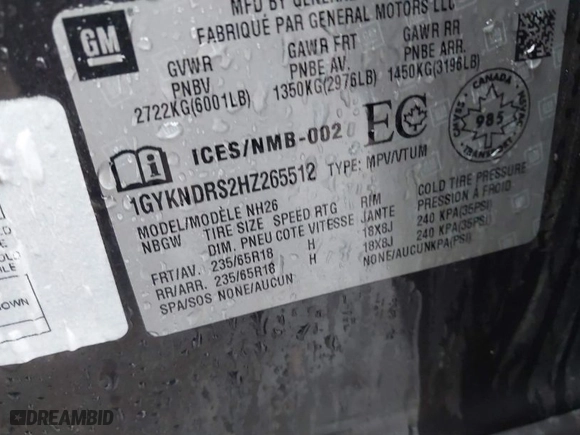 MFD BY GENERAL
FABRIQUÉ PAR GENERAL MOTORS LLC
GM
GVWR GAWR FRT GAWR RR
PNBV PNBE AV. PNBE ARR.
2722KG(6001LB) 1350KG(2976LB) 1450KG(3196LB)
ICES/NMB-002 EC
CANADA
985
TRANSPORT
1GYKNDRS2HZ265512 TYPE: MPV/VTUM
MODEL/MODÈLE NH26
NBGW TIRE SIZE SPEED RTG RIM COLD TIRE PRESSURE
DIM. PNEU COTE VITESSE JANTE PRESSION À FROID
FRT/AV. 235/65R18 H 18X8J 240 KPA(35PSI)
RR/ARR. 235/65R18 H 18X8J 240 KPA(35PSI)
SPA/SOS NONE/AUCUN NONE/AUCUNKPA(PSI)
DREAMBID